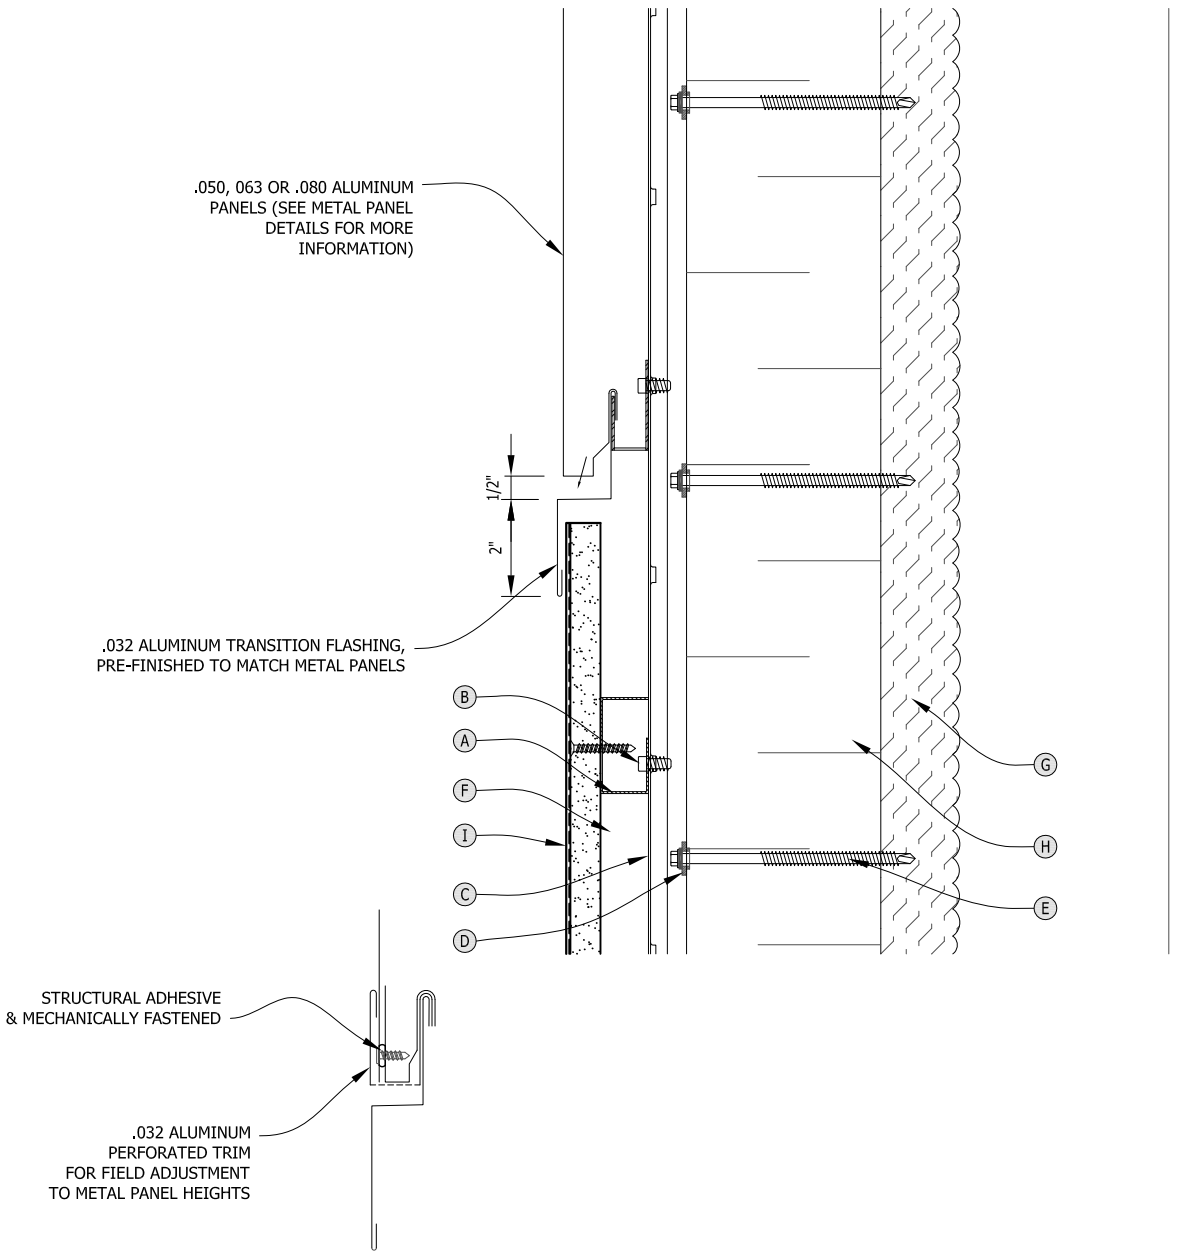 .050, 063 OR .080 ALUMINUM
PANELS (SEE METAL PANEL
DETAILS FOR MORE
INFORMATION)
1/2"
2"
.032 ALUMINUM TRANSITION FLASHING,
PRE-FINISHED TO MATCH METAL PANELS
B
A
F
I
C
D
G
H
E
STRUCTURAL ADHESIVE
& MECHANICALLY FASTENED
.032 ALUMINUM
PERFORATED TRIM
FOR FIELD ADJUSTMENT
TO METAL PANEL HEIGHTS